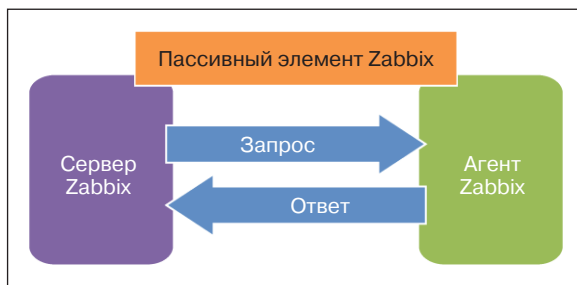 Пассивный элемент Zabbix
Сервер
Zabbix
Запрос
Ответ
Агент
Zabbix